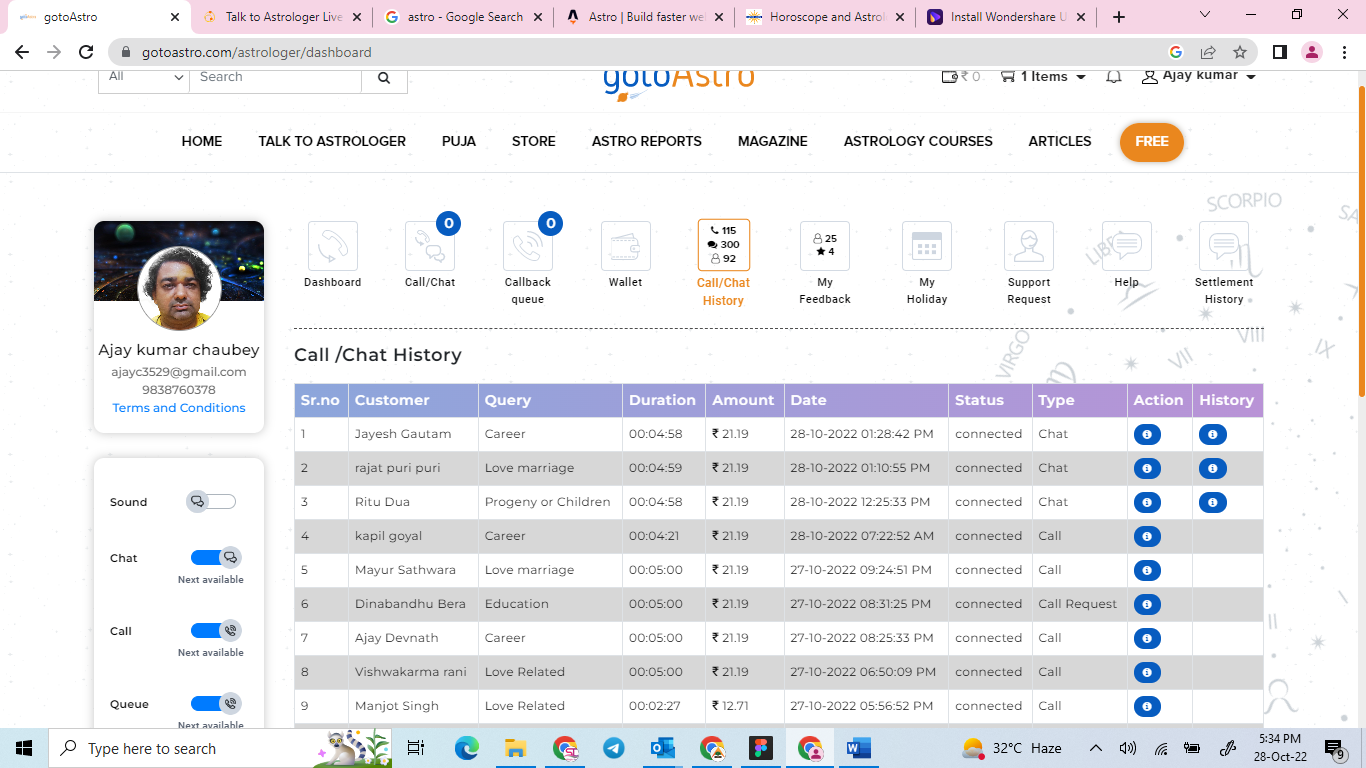 gotoAstro
Talk to Astrologer Live
astro - Google Search
Astro | Build faster we
Horoscope and Astrol
Install Wondershare U
gotoastro.com/astrologer/dashboard
All
Search
gotoAstro
₹ 0
1 Items
Ajay kumar
HOME TALK TO ASTROLOGER PUJA STORE ASTRO REPORTS MAGAZINE ASTROLOGY COURSES ARTICLES FREE
SCORPIO
LIBRA
VIRGO
VIII
IX
VII
II
Ajay kumar chaubey
ajayc3529@gmail.com
9838760378
Terms and Conditions
Sound
Chat
Next available
Call
Next available
Queue
Next available
Dashboard
0
Call/Chat
0
Callback
queue
Wallet
115
300
92
Call/Chat
History
25
4
My
Feedback
My
Holiday
Support
Request
Help
Settlement
History
Call /Chat History
Sr.no Customer Query Duration Amount Date Status Type Action History
1 Jayesh Gautam Career 00:04:58 ₹ 21.19 28-10-2022 01:28:42 PM connected Chat
2 rajat puri puri Love marriage 00:04:59 ₹ 21.19 28-10-2022 01:10:55 PM connected Chat
3 Ritu Dua Progeny or Children 00:04:58 ₹ 21.19 28-10-2022 12:25:33 PM connected Chat
4 kapil goyal Career 00:04:21 ₹ 21.19 28-10-2022 07:22:52 AM connected Call
5 Mayur Sathwara Love marriage 00:05:00 ₹ 21.19 27-10-2022 09:24:51 PM connected Call
6 Dinabandhu Bera Education 00:05:00 ₹ 21.19 27-10-2022 08:31:25 PM connected Call Request
7 Ajay Devnath Career 00:05:00 ₹ 21.19 27-10-2022 08:25:33 PM connected Call
8 Vishwakarma rani Love Related 00:05:00 ₹ 21.19 27-10-2022 06:50:09 PM connected Call
9 Manjot Singh Love Related 00:02:27 ₹ 12.71 27-10-2022 05:56:52 PM connected Call
Type here to search
32°C Haze
5:34 PM
28-Oct-22
9